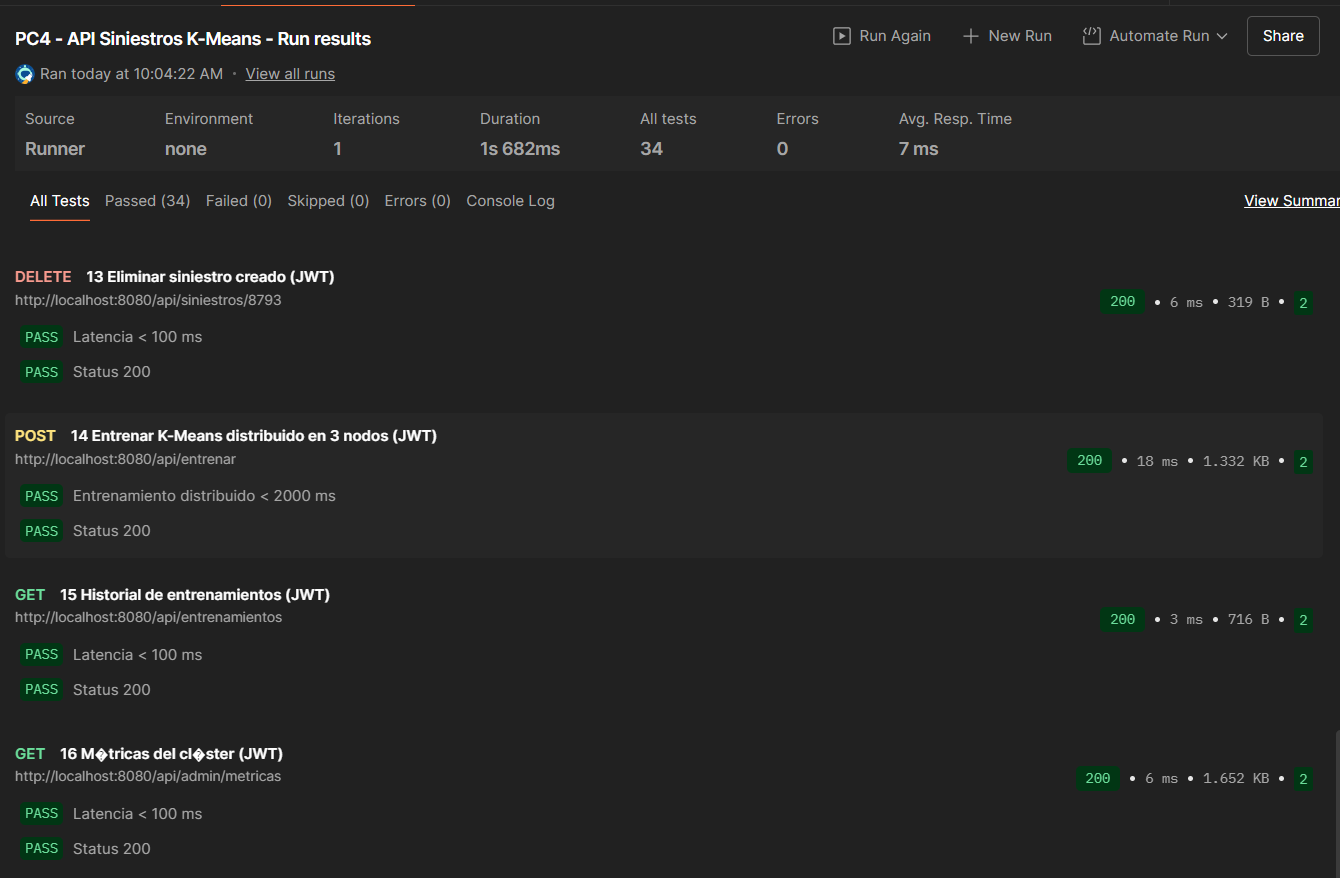 PC4 - API Siniestros K-Means - Run results
Run Again
New Run
Automate Run
Share
Ran today at 10:04:22 AM · View all runs
Source Environment Iterations Duration All tests Errors Avg. Resp. Time
Runner none 1 1s 682ms 34 0 7 ms
All Tests Passed (34) Failed (0) Skipped (0) Errors (0) Console Log
View Summar
DELETE 13 Eliminar siniestro creado (JWT)
http://localhost:8080/api/siniestros/8793
200 • 6 ms • 319 B • 2
PASS Latencia < 100 ms
PASS Status 200
POST 14 Entrenar K-Means distribuido en 3 nodos (JWT)
http://localhost:8080/api/entrenar
200 • 18 ms • 1.332 KB • 2
PASS Entrenamiento distribuido < 2000 ms
PASS Status 200
GET 15 Historial de entrenamientos (JWT)
http://localhost:8080/api/entrenamientos
200 • 3 ms • 716 B • 2
PASS Latencia < 100 ms
PASS Status 200
GET 16 M�tricas del cl�ster (JWT)
http://localhost:8080/api/admin/metricas
200 • 6 ms • 1.652 KB • 2
PASS Latencia < 100 ms
PASS Status 200